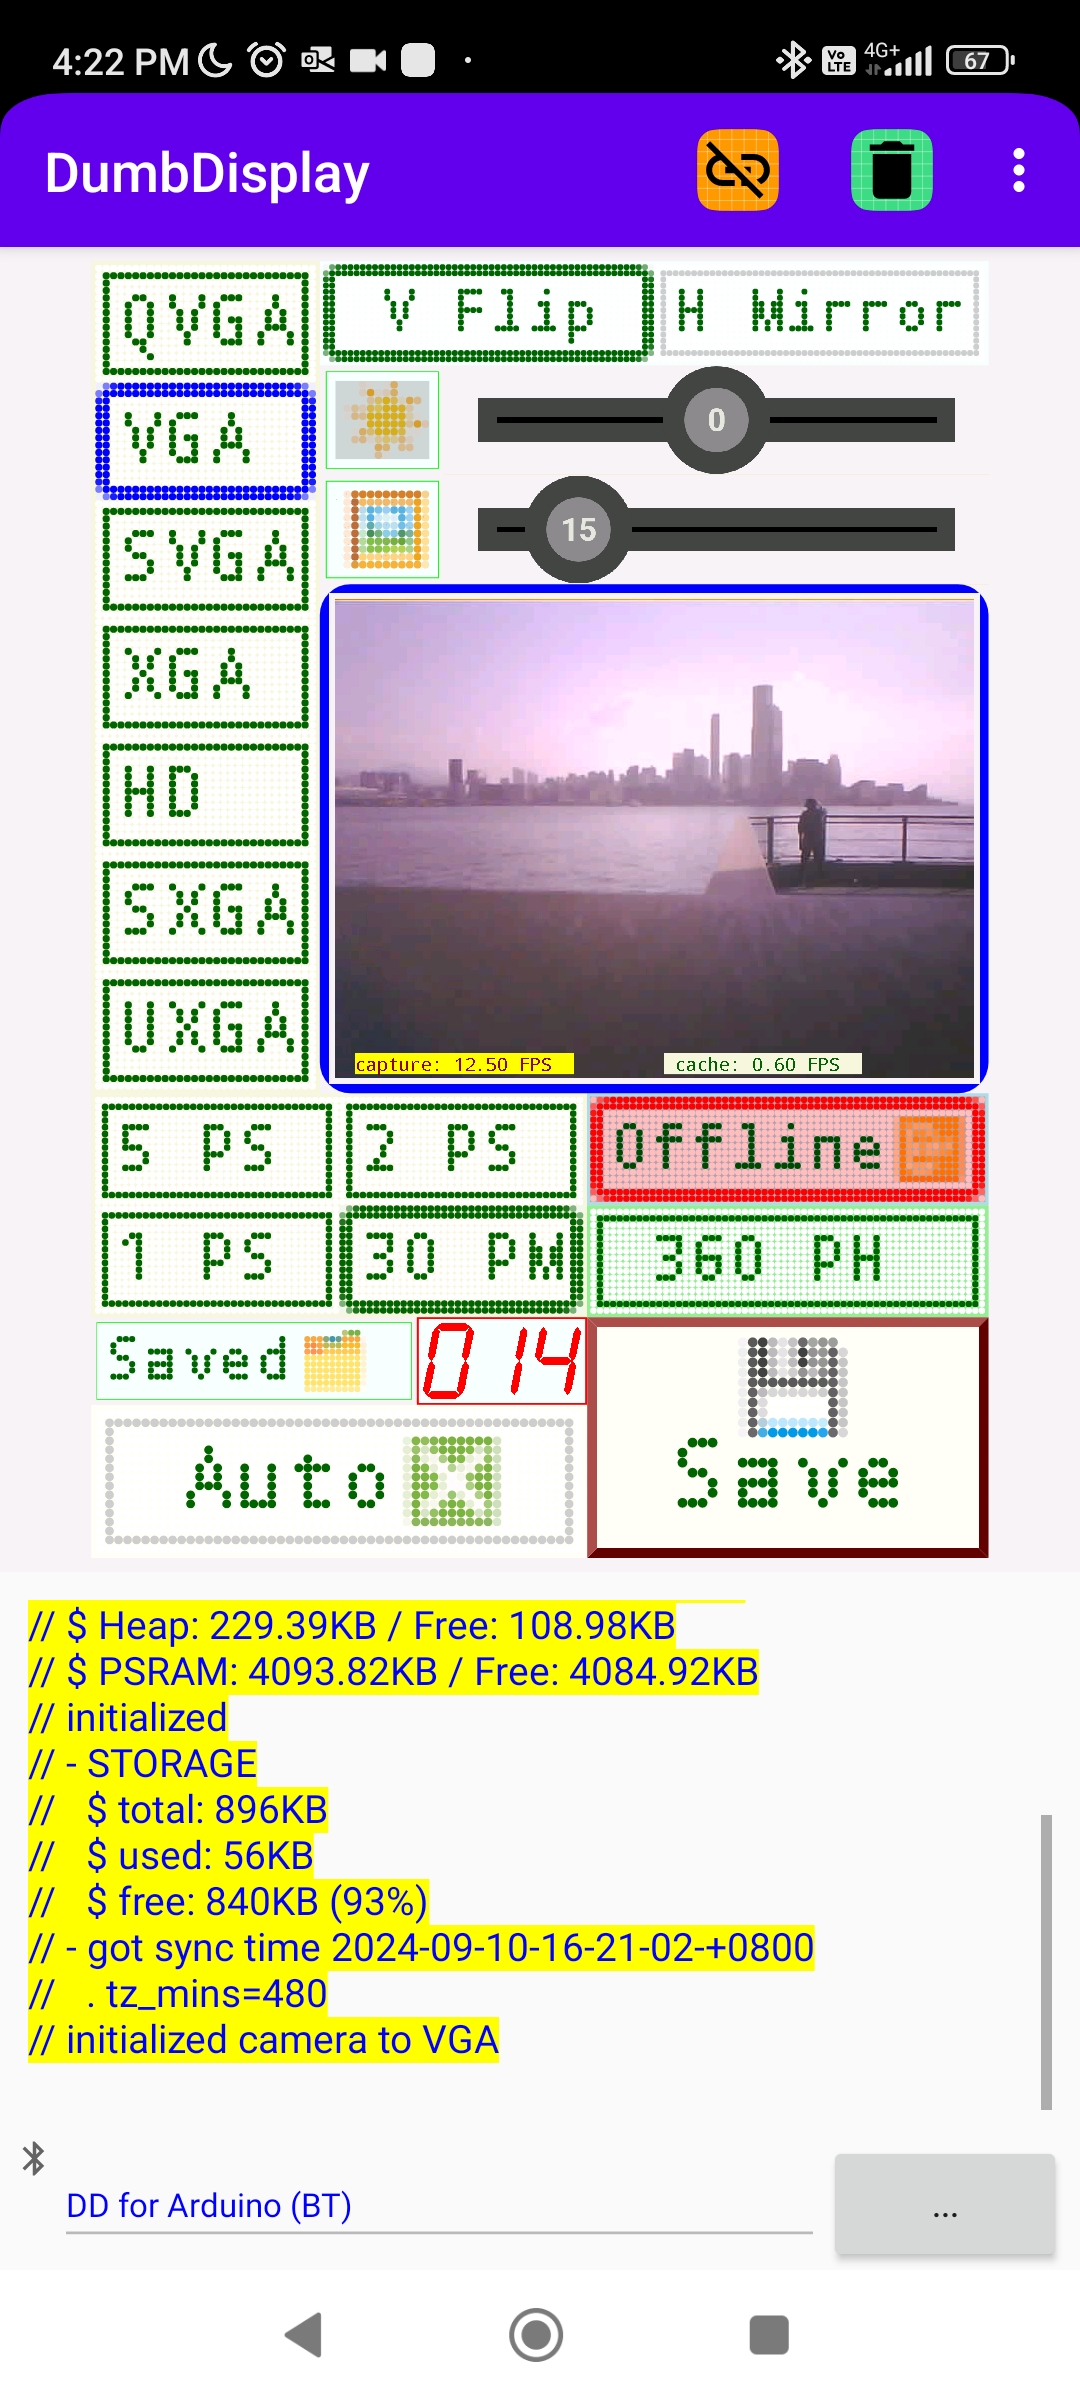 4:22 PM
Vo LTE 4G+ 67
DumbDisplay
QVGA V Flip H Mirror
VGA 0
SVGA 15
XGA
HD
SXGA
UXGA
capture: 12.50 FPS cache: 0.60 FPS
5 PS 2 PS Offline
1 PS 30 PM 360 PH
Saved 014
Auto Save
// $ Heap: 229.39KB / Free: 108.98KB
// $ PSRAM: 4093.82KB / Free: 4084.92KB
// initialized
// - STORAGE
//   $ total: 896KB
//   $ used: 56KB
//   $ free: 840KB (93%)
// - got sync time 2024-09-10-16-21-02-+0800
//   . tz_mins=480
// initialized camera to VGA
DD for Arduino (BT) ...